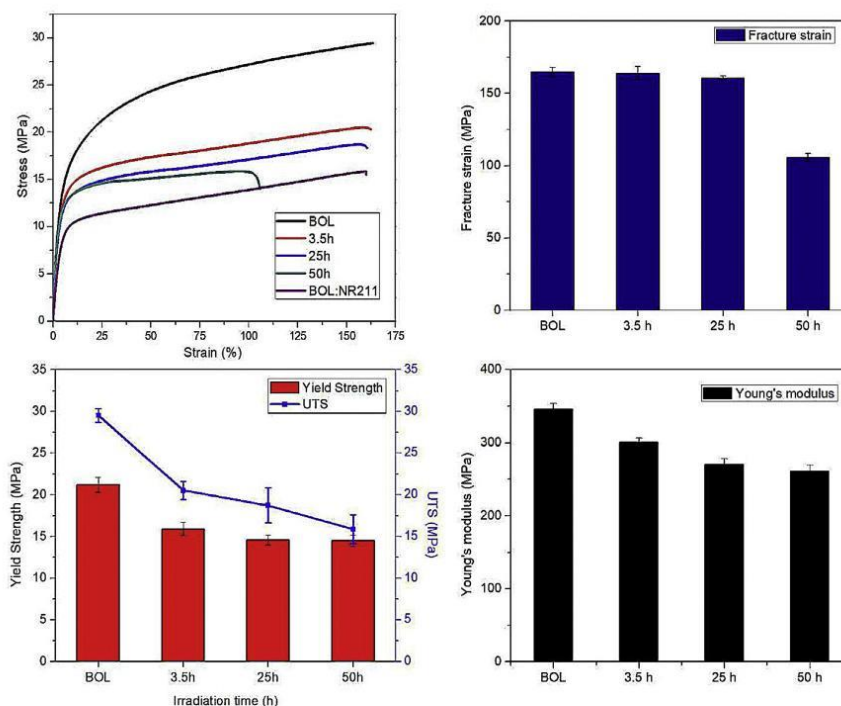 30
25
20
15
10
5
0
Stress (MPa)
BOL
3.5h
25h
50h
BOL:NR211
0 25 50 75 100 125 150 175
Strain (%)
200
150
100
50
0
Fracture strain (MPa)
Fracture strain
BOL 3.5 h 25 h 50 h
35
30
25
20
15
10
5
0
Yield Strength (MPa)
Yield Strength
UTS
35
30
25
20
15
10
5
0
UTS (MPa)
BOL 3.5h 25h 50h
Irradiation time (h)
400
300
200
100
0
Young's modulus (MPa)
Young's modulus
BOL 3.5 h 25 h 50 h